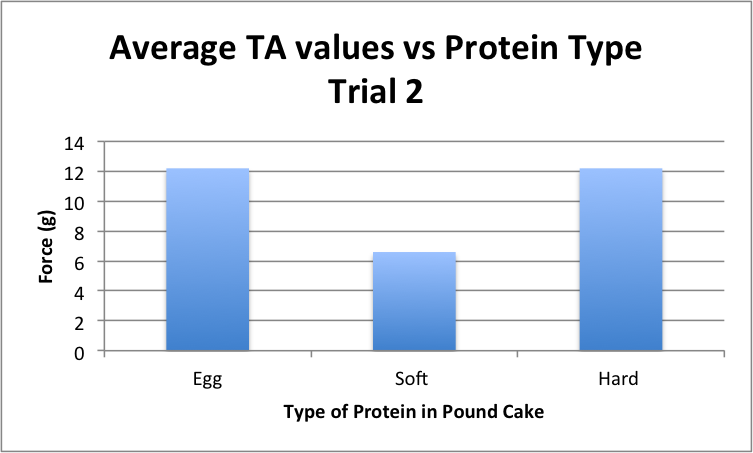 Average TA values vs Protein Type
Trial 2
14
12
10
8
6
4
2
0
Force (g)
Egg Soft Hard
Type of Protein in Pound Cake